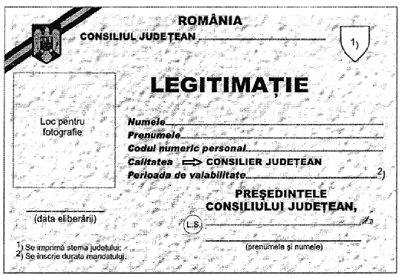 ROMÂNIA
CONSILIUL JUDEȚEAN
1)
LEGITIMAȚIE
Loc pentru
fotografie
Numele
Prenumele
Codul numeric personal
Calitatea ⇨ CONSILIER JUDEȚEAN
Perioada de valabilitate 2)
PREȘEDINTELE
CONSILIULUI JUDEȚEAN,
(data eliberării)
L.S.
(prenumele și numele)
1) Se imprimă stema județului;
2) Se înscrie durata mandatului.